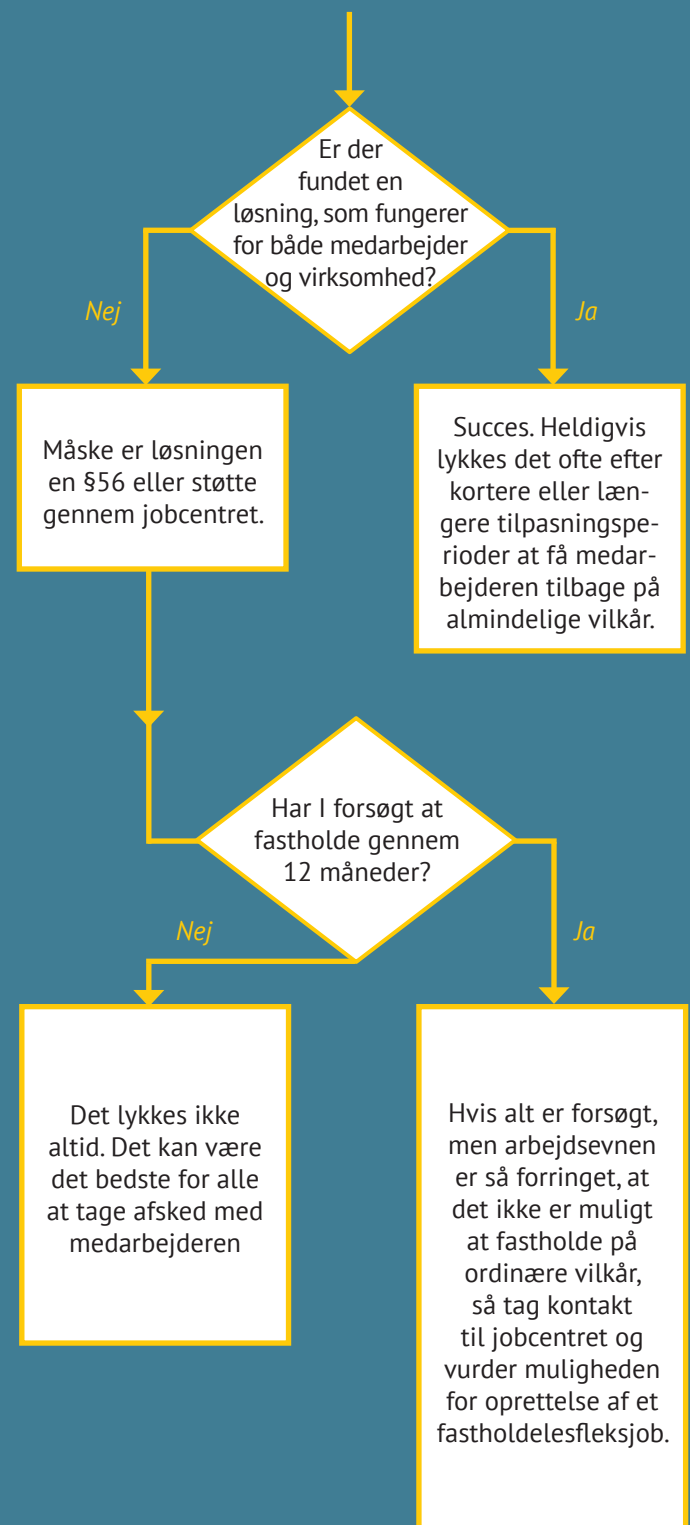 Er der
fundet en
løsning, som fungerer
for både medarbejder
og virksomhed?
Nej
Ja
Måske er løsningen
en §56 eller støtte
gennem jobcentret.
Succes. Heldigvis
lykkes det ofte efter
kortere eller læn-
gere tilpasningspe-
rioder at få medar-
bejderen tilbage på
almindelige vilkår.
Har I forsøgt at
fastholde gennem
12 måneder?
Nej
Ja
Det lykkes ikke
altid. Det kan være
det bedste for alle
at tage afsked med
medarbejderen
Hvis alt er forsøgt,
men arbejdsevnen
er så forringet, at
det ikke er muligt
at fastholde på
ordinære vilkår,
så tag kontakt
til jobcentret og
vurder muligheden
for oprettelse af et
fastholdelesfleksjob.